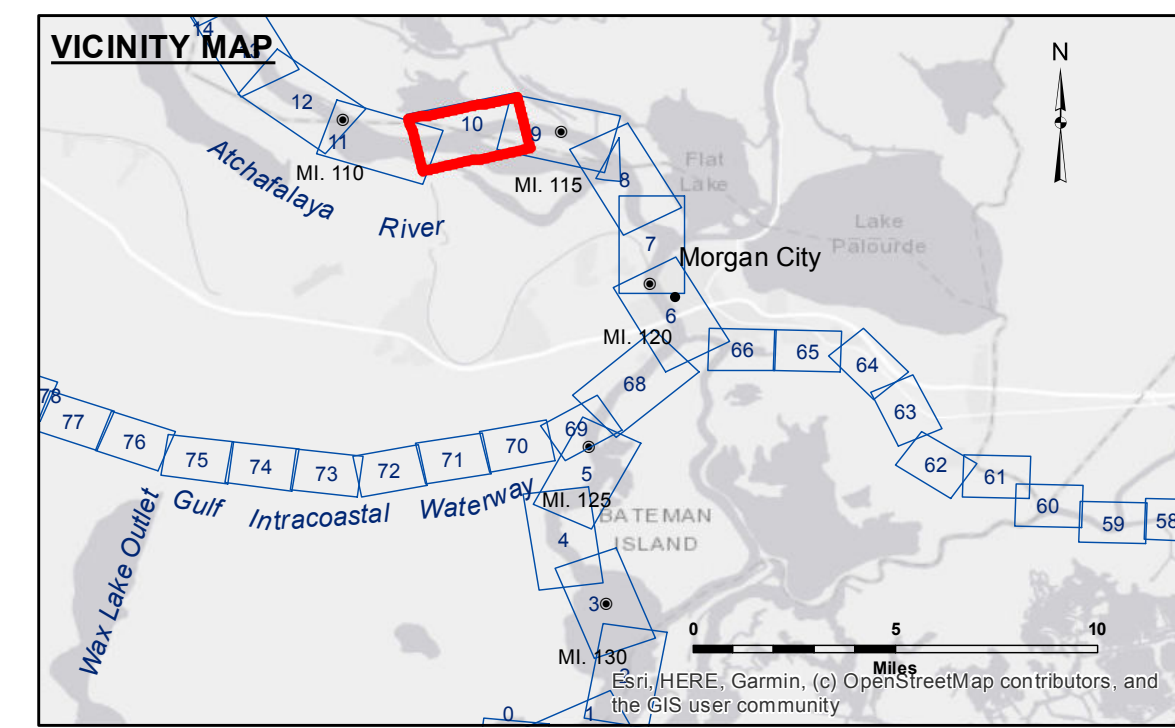 VICINITY MAP
N
14
13
12
11
10
9
8
7
6
MI. 110
MI. 115
Atchafalaya
River
Flat
Lake
Lake
Palourde
Morgan City
MI. 120
66
65
64
63
62
61
60
59
58
68
69
70
71
72
73
74
75
76
77
78
5
MI. 125
4
BATEMAN
ISLAND
Gulf Intracoastal Waterway
Wax Lake Outlet
3
MI. 130
2
1
0
0 5 10
Miles
Esri, HERE, Garmin, (c) OpenStreetMap contributors, and
the GIS user community